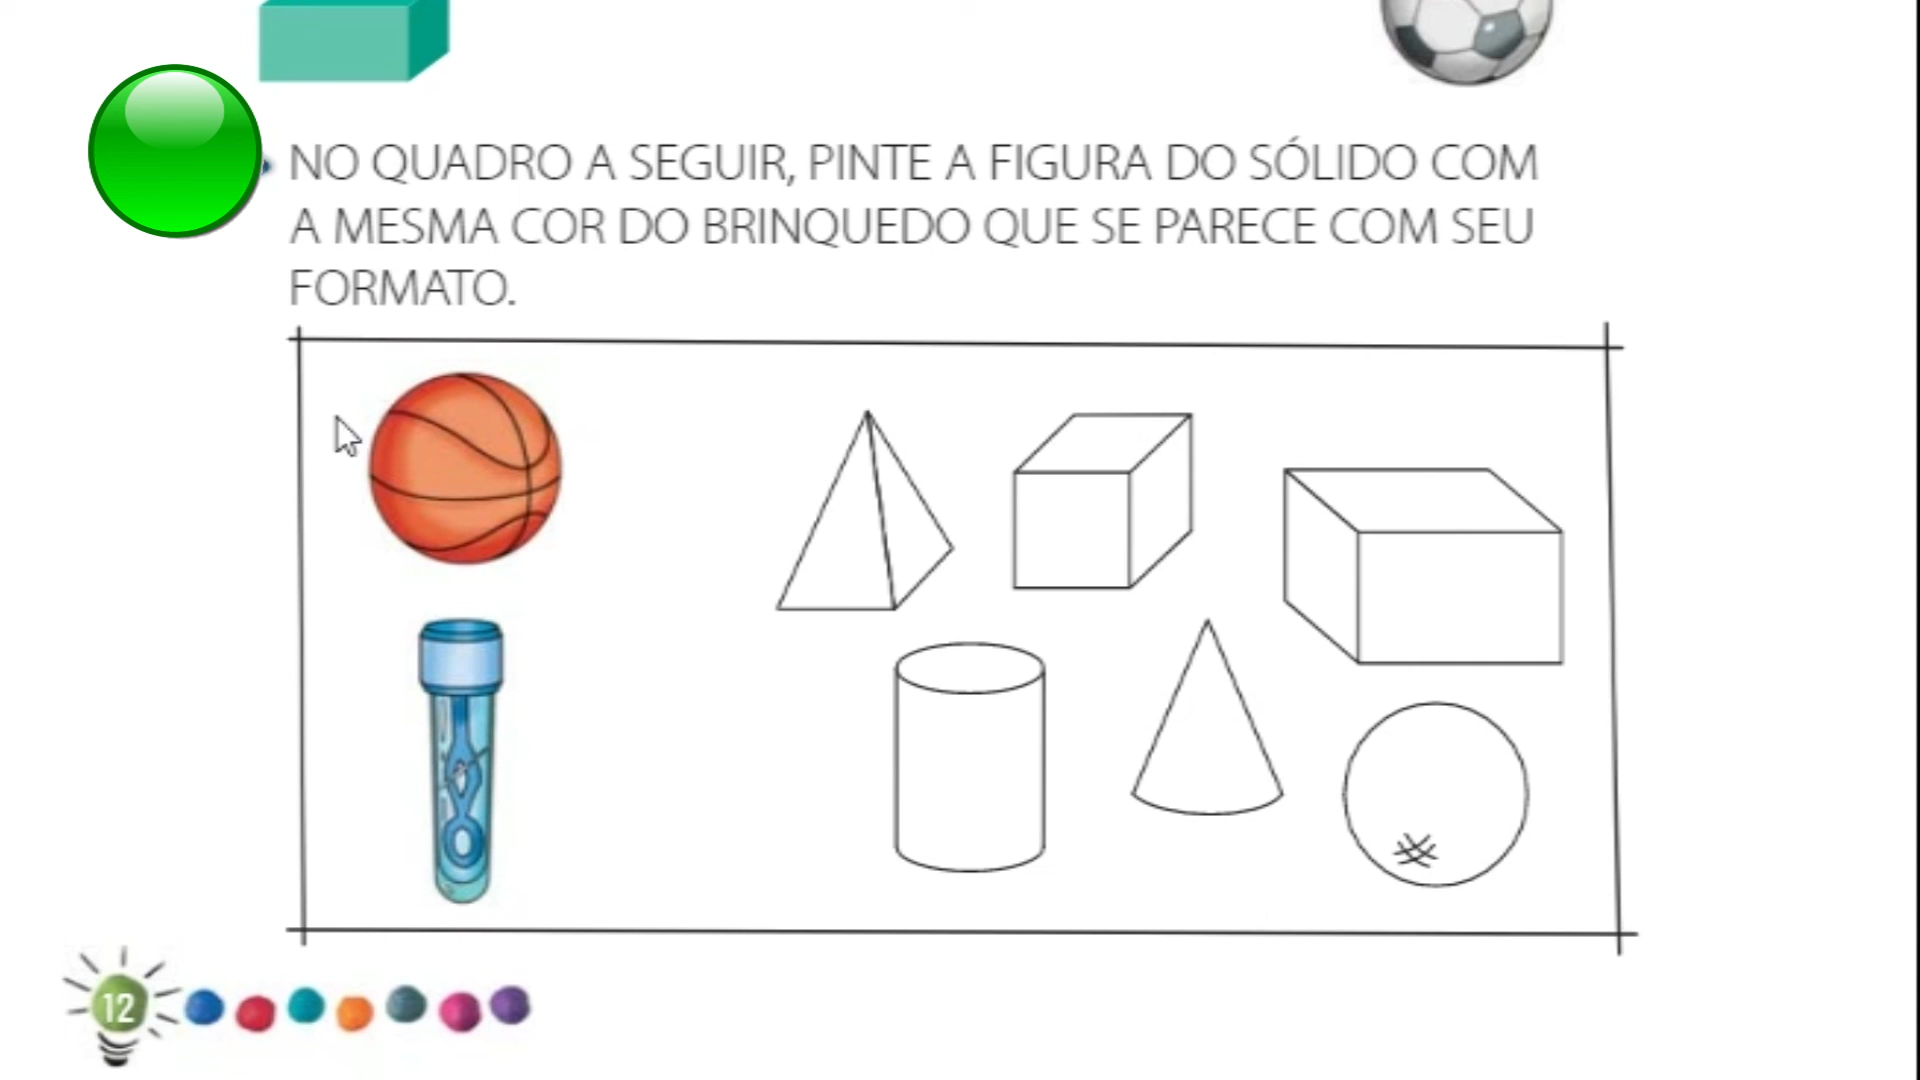 NO QUADRO A SEGUIR, PINTE A FIGURA DO SÓLIDO COM
A MESMA COR DO BRINQUEDO QUE SE PARECE COM SEU
FORMATO.
12